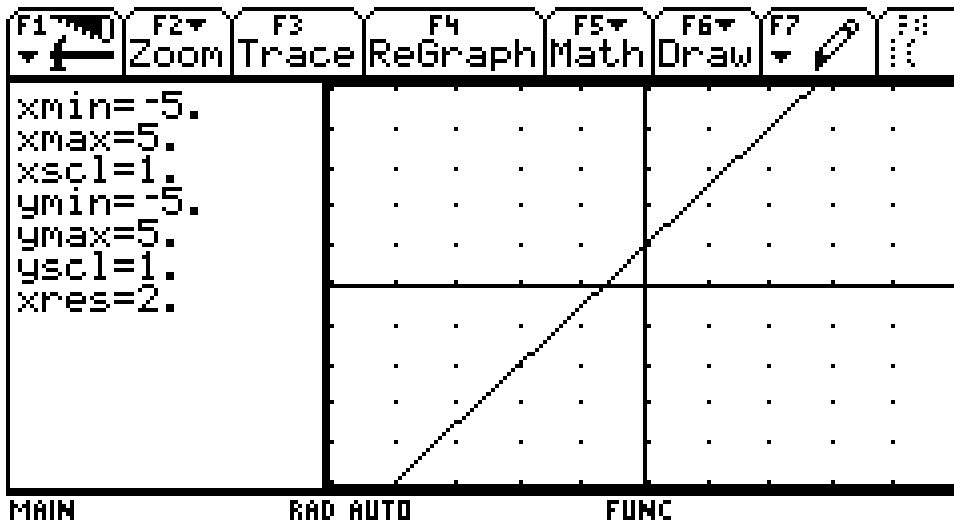 F1 F2 F3 F4 F5 F6 F7
Zoom Trace ReGraph Math Draw
xmin=-5.
xmax=5.
xscl=1.
ymin=-5.
ymax=5.
yscl=1.
xres=2.
MAIN RAD AUTO FUNC